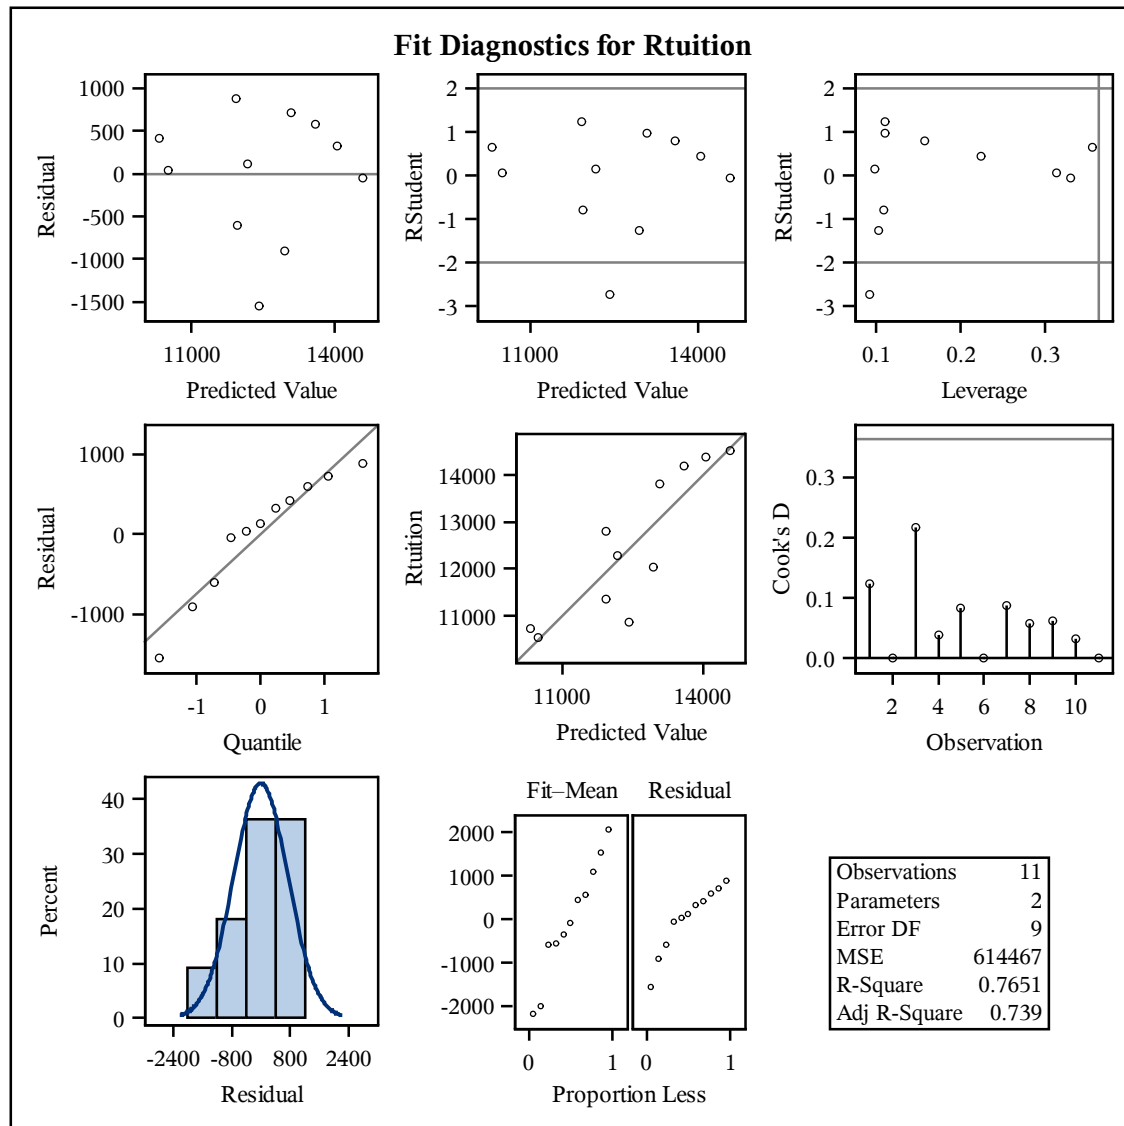 Fit Diagnostics for Rtuition
1000
500
0
-500
-1000
-1500
Residual
11000 14000
Predicted Value
2
1
0
-1
-2
-3
RStudent
11000 14000
Predicted Value
2
1
0
-1
-2
-3
RStudent
0.1 0.2 0.3
Leverage
1000
0
-1000
Residual
-1 0 1
Quantile
14000
13000
12000
11000
Rtuition
11000 14000
Predicted Value
0.3
0.2
0.1
0.0
Cook's D
2 4 6 8 10
Observation
40
30
20
10
0
Percent
-2400 -800 800 2400
Residual
Fit–Mean Residual
2000
1000
0
-1000
-2000
0 1 0 1
Proportion Less
Observations 11
Parameters 2
Error DF 9
MSE 614467
R-Square 0.7651
Adj R-Square 0.739